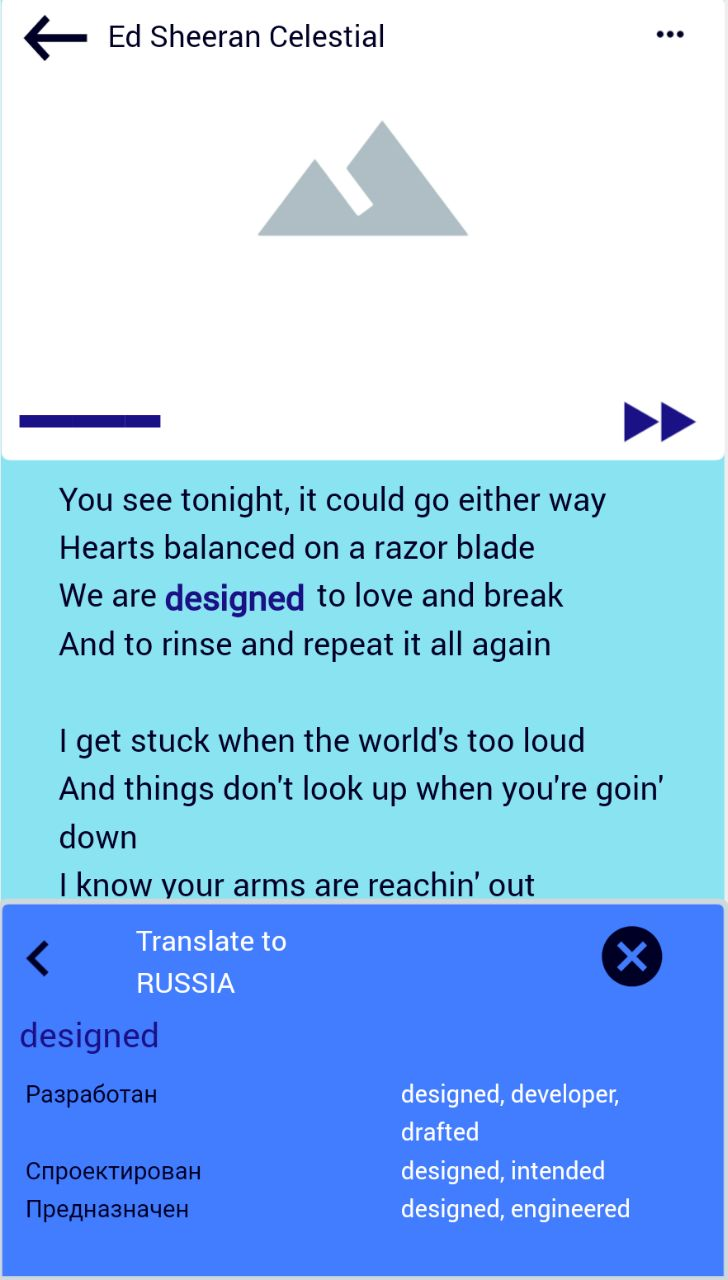 Ed Sheeran Celestial
You see tonight, it could go either way
Hearts balanced on a razor blade
We are designed to love and break
And to rinse and repeat it all again
I get stuck when the world's too loud
And things don't look up when you're goin'
down
I know your arms are reachin' out
Translate to
RUSSIA
designed
Разработан designed, developer,
drafted
Спроектирован designed, intended
Предназначен designed, engineered